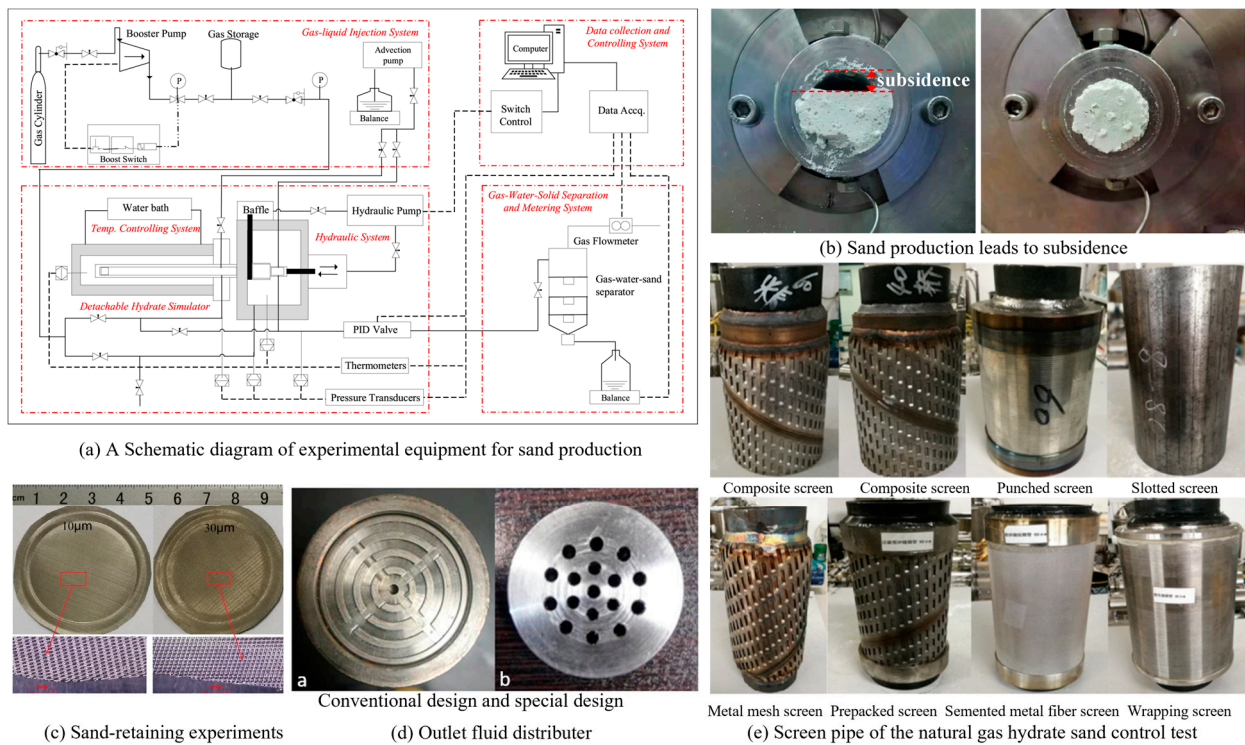 Booster Pump
Gas Storage
Gas-liquid Injection System
Advection
pump
P
P
Gas Cylinder
Boost Switch
Balance
Computer
Data collection and
Controlling System
Switch
Control
Data Accq.
Water bath
Temp. Controlling System
Baffle
Hydraulic Pump
Hydraulic System
Detachable Hydrate Simulator
PID Valve
Thermometers
Pressure Transducers
Gas-Water-Solid Separation
and Metering System
Gas Flowmeter
Gas-water-sand
separator
Balance
(a) A Schematic diagram of experimental equipment for sand production
subsidence
(b) Sand production leads to subsidence
cm 1 2 3 4 5 6 7 8 9
10μm
30μm
(c) Sand-retaining experiments
a
b
Conventional design and special design
(d) Outlet fluid distributer
60
Composite screen Composite screen Punched screen Slotted screen
Metal mesh screen Prepacked screen Semented metal fiber screen Wrapping screen
(e) Screen pipe of the natural gas hydrate sand control test